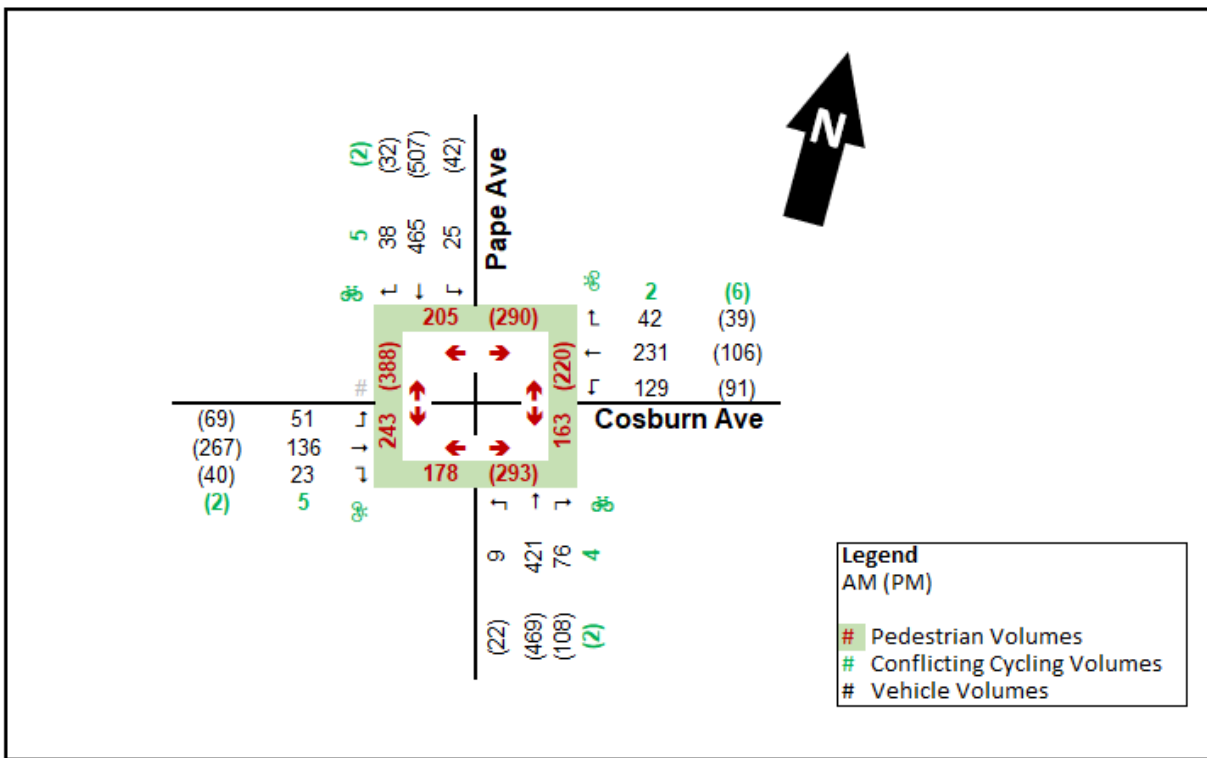 N
(2) (32) (507) (42)
5 38 465 25
Pape Ave
205 (290)
2 (6)
42 (39)
231 (106)
129 (91)
(388)
243
(220)
163
#
Cosburn Ave
(69) 51
(267) 136
(40) 23
(2) 5
178 (293)
9 421 76 4
(22) (469) (108) (2)
Legend
AM (PM)
# Pedestrian Volumes
# Conflicting Cycling Volumes
# Vehicle Volumes